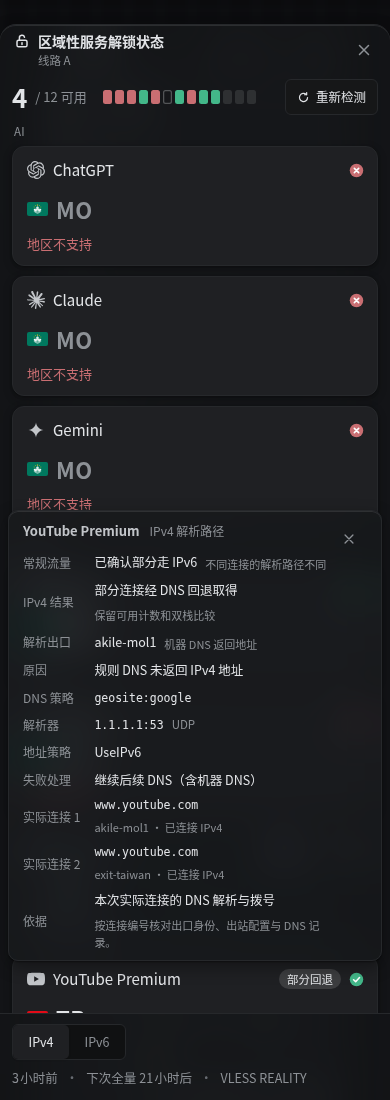 区域性服务解锁状态
线路 A
4 / 12 可用
重新检测
AI
ChatGPT
MO
地区不支持
Claude
MO
地区不支持
Gemini
MO
地区不支持
YouTube Premium IPv4 解析路径
常规流量 已确认部分走 IPv6 不同连接的解析路径不同
IPv4 结果 部分连接经 DNS 回退取得
保留可用计数和双栈比较
解析出口 akile-mol1 机器 DNS 返回地址
原因 规则 DNS 未返回 IPv4 地址
DNS 策略 geosite:google
解析器 1.1.1.1:53 UDP
地址策略 UseIPv6
失败处理 继续后续 DNS（含机器 DNS）
实际连接 1 www.youtube.com
akile-mol1 · 已连接 IPv4
实际连接 2 www.youtube.com
exit-taiwan · 已连接 IPv4
依据 本次实际连接的 DNS 解析与拨号
按连接编号核对出口身份、出站配置与 DNS 记
录。
YouTube Premium 部分回退
IPv4 IPv6
3小时前 · 下次全量 21小时后 · VLESS REALITY